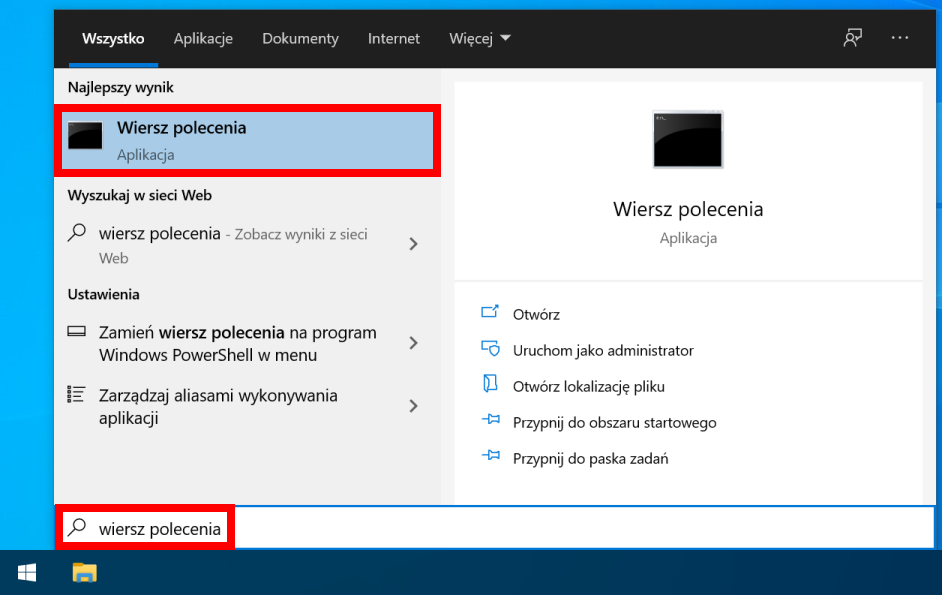 Wszystko Aplikacje Dokumenty Internet Więcej
Najlepszy wynik
Wiersz polecenia
Aplikacja
Wyszukaj w sieci Web
wiersz polecenia - Zobacz wyniki z sieci
Web
Ustawienia
Zamień wiersz polecenia na program
Windows PowerShell w menu
Zarządzaj aliasami wykonywania
aplikacji
Wiersz polecenia
Aplikacja
Otwórz
Uruchom jako administrator
Otwórz lokalizację pliku
Przypnij do obszaru startowego
Przypnij do paska zadań
wiersz polecenia